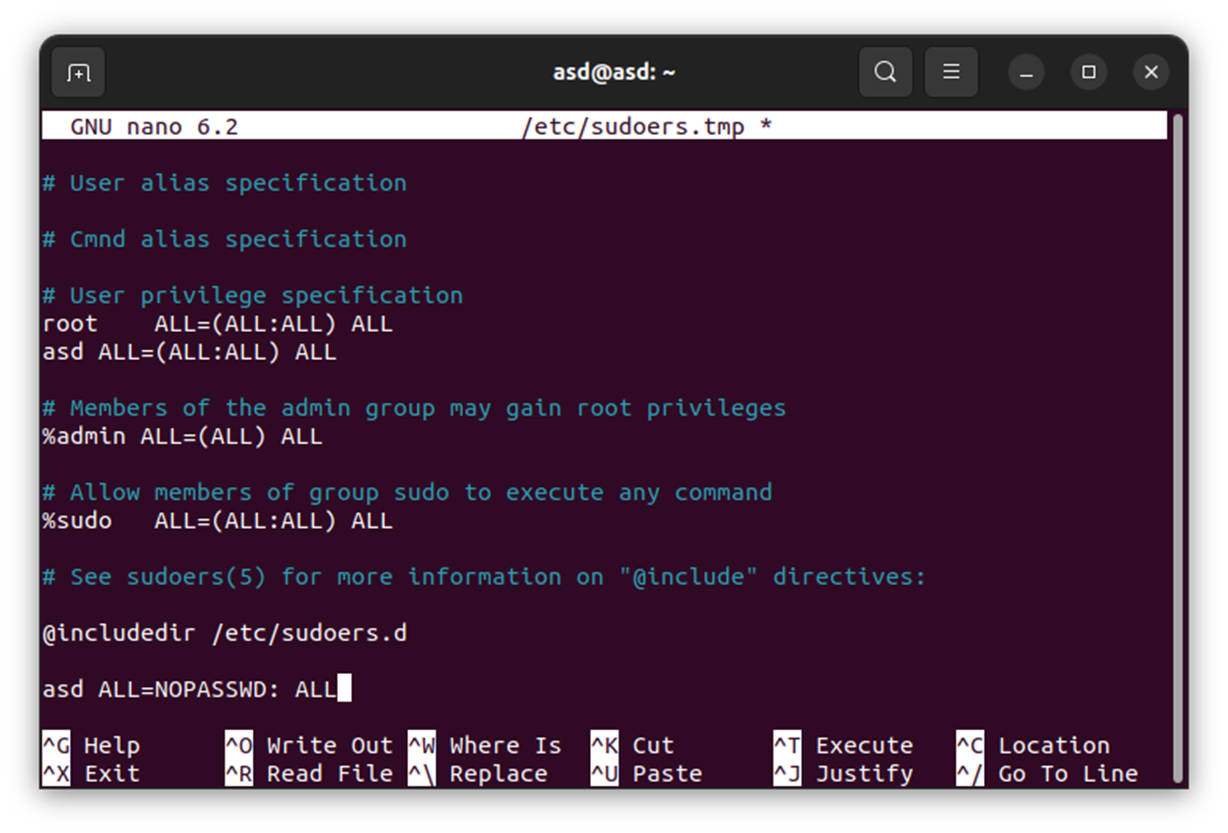 asd@asd: ~
GNU nano 6.2 /etc/sudoers.tmp *
# User alias specification
# Cmnd alias specification
# User privilege specification
root    ALL=(ALL:ALL) ALL
asd ALL=(ALL:ALL) ALL
# Members of the admin group may gain root privileges
%admin ALL=(ALL) ALL
# Allow members of group sudo to execute any command
%sudo   ALL=(ALL:ALL) ALL
# See sudoers(5) for more information on "@include" directives:
@includedir /etc/sudoers.d
asd ALL=NOPASSWD: ALL
^G Help ^O Write Out ^W Where Is ^K Cut ^T Execute ^C Location
^X Exit ^R Read File ^\ Replace ^U Paste ^J Justify ^/ Go To Line